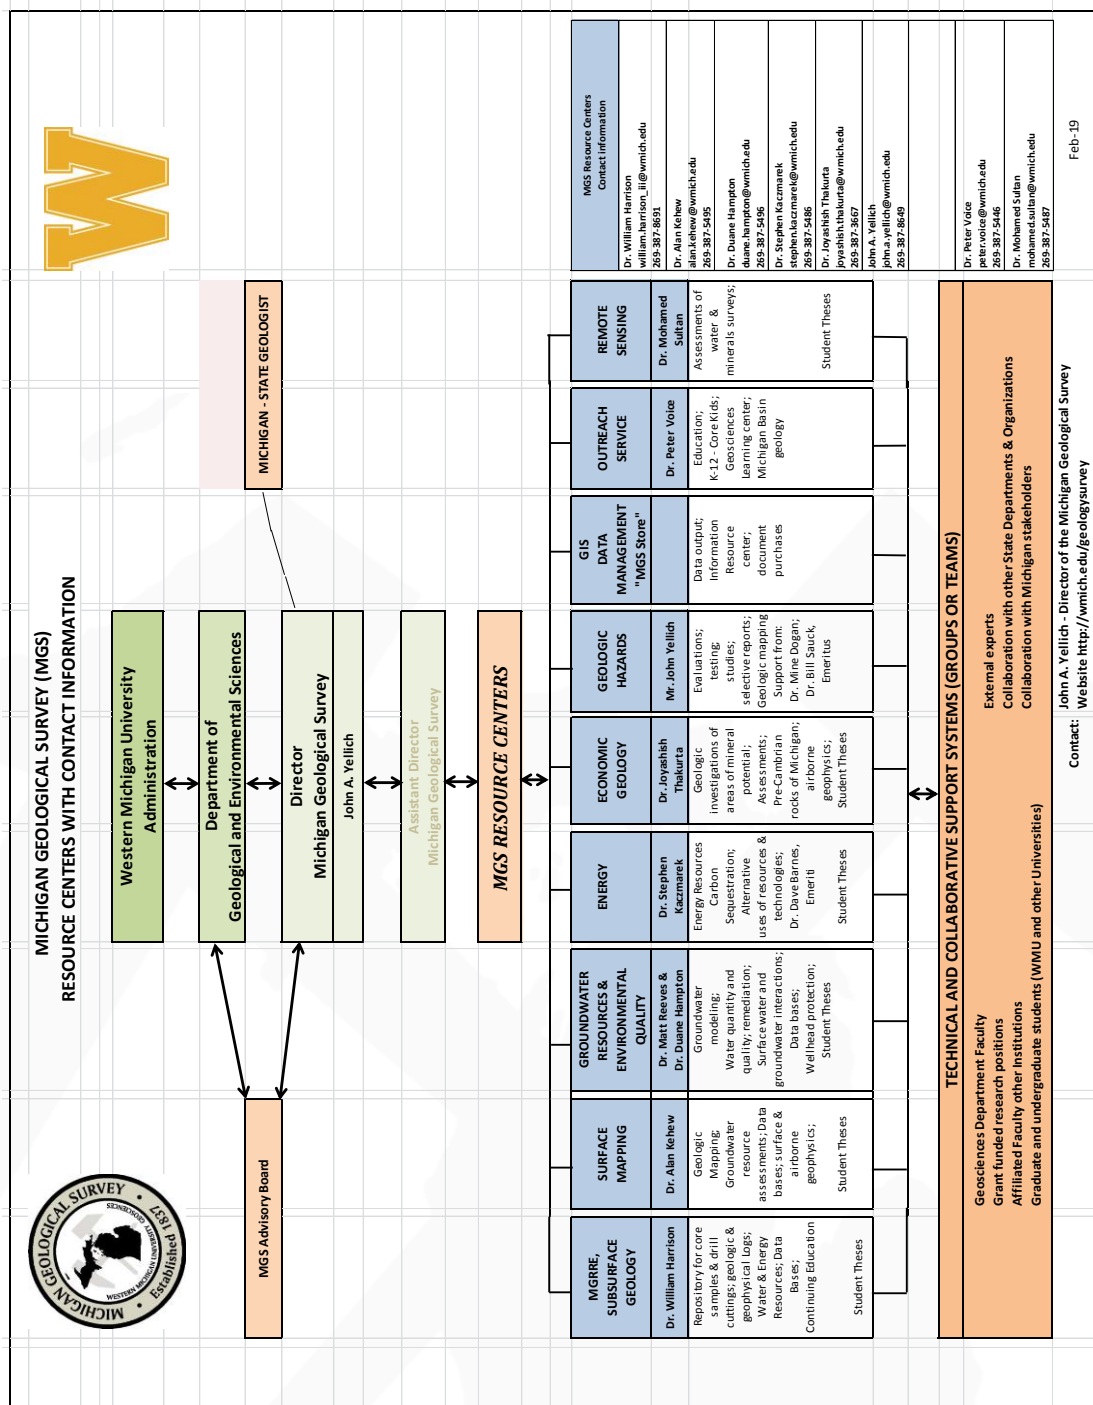 MICHIGAN GEOLOGICAL SURVEY (MGS)
RESOURCE CENTERS WITH CONTACT INFORMATION
MICHIGAN GEOLOGICAL SURVEY
WESTERN MICHIGAN UNIVERSITY GEOSCIENCES
Established 1837
W
Western Michigan University
Administration
Department of
Geological and Environmental Sciences
Director
Michigan Geological Survey
John A. Yellich
Assistant Director
Michigan Geological Survey
MGS Advisory Board
MICHIGAN - STATE GEOLOGIST
MGS RESOURCE CENTERS
MGRRE,
SUBSURFACE
GEOLOGY
Dr. William Harrison
Repository for core
samples & drill
cuttings; geologic &
geophysical Logs;
Water & Energy
Resources; Data
Bases;
Continuing Education
Student Theses
SURFACE
MAPPING
Dr. Alan Kehew
Geologic
Mapping;
Groundwater
resource
assessments; Data
bases; surface &
airborne
geophysics;
Student Theses
GROUNDWATER
RESOURCES &
ENVIRONMENTAL
QUALITY
Dr. Matt Reeves &
Dr. Duane Hampton
Groundwater
modeling;
Water quantity and
quality; remediation;
Surface water and
groundwater interactions;
Data bases;
Wellhead protection;
Student Theses
ENERGY
Dr. Stephen
Kaczmarek
Energy Resources
Carbon
Sequestration;
Alternative
uses of resources &
technologies;
Dr. Dave Barnes,
Emeriti
Student Theses
ECONOMIC
GEOLOGY
Dr. Joyashish
Thakurta
Geologic
investigations of
areas of mineral
potential;
Assessments;
Pre-Cambrian
rocks of Michigan;
airborne
geophysics;
Student Theses
GEOLOGIC
HAZARDS
Mr. John Yellich
Evaluations;
testing;
studies;
selective reports;
Geologic mapping
Support from:
Dr. Mine Dogan;
Dr. Bill Sauck,
Emeritus
GIS
DATA
MANAGEMENT
"MGS Store"
Data output;
Information
Resource
center;
document
purchases
OUTREACH
SERVICE
Dr. Peter Voice
Education;
K-12 - Core Kids;
Geosciences
Learning center;
Michigan Basin
geology
REMOTE
SENSING
Dr. Mohamed
Sultan
Assessments of
water &
minerals surveys;
Student Theses
MGS Resource Centers
Contact information
Dr. William Harrison
william.harrison_iii@wmich.edu
269-387-8691
Dr. Alan Kehew
alan.kehew@wmich.edu
269-387-5495
Dr. Duane Hampton
duane.hampton@wmich.edu
269-387-5496
Dr. Stephen Kaczmarek
stephen.kaczmarek@wmich.edu
269-387-5486
Dr. Joyashish Thakurta
joyashish.thakurta@wmich.edu
269-387-3667
John A. Yellich
john.a.yellich@wmich.edu
269-387-8649
Dr. Peter Voice
peter.voice@wmich.edu
269-387-5446
Dr. Mohamed Sultan
mohamed.sultan@wmich.edu
269-387-5487
TECHNICAL AND COLLABORATIVE SUPPORT SYSTEMS (GROUPS OR TEAMS)
Geosciences Department Faculty
Grant funded research positions
Affiliated Faculty other Institutions
Graduate and undergraduate students (WMU and other Universities)
External experts
Collaboration with other State Departments & Organizations
Collaboration with Michigan stakeholders
Contact: John A. Yellich - Director of the Michigan Geological Survey
Website http://wmich.edu/geologysurvey
Feb-19